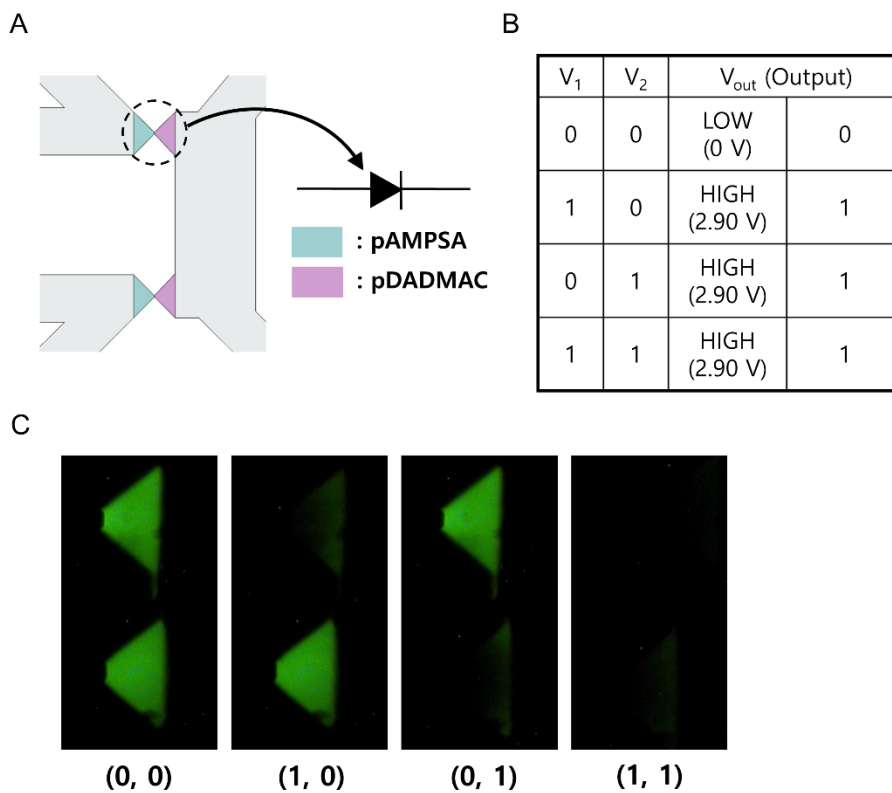 A
: pAMPSA
: pDADMAC
B
V₁ V₂ Vout (Output)
0 0 LOW (0 V) 0
1 0 HIGH (2.90 V) 1
0 1 HIGH (2.90 V) 1
1 1 HIGH (2.90 V) 1
C
(0, 0) (1, 0) (0, 1) (1, 1)